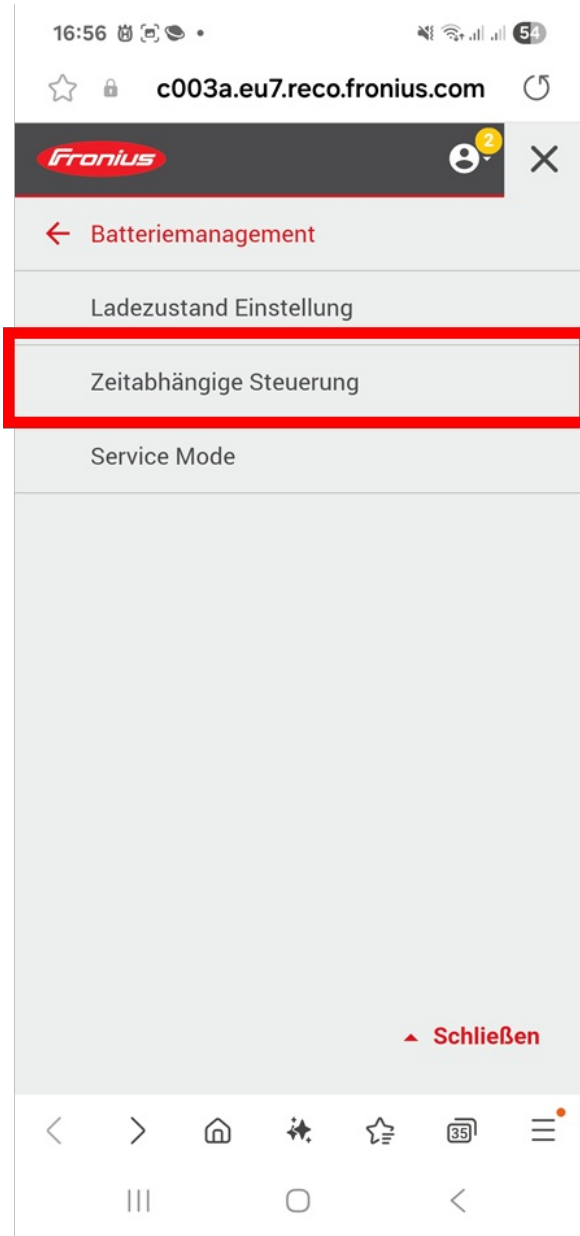 16:56
54
c003a.eu7.reco.fronius.com
Fronius
2
Batteriemanagement
Ladezustand Einstellung
Zeitabhängige Steuerung
Service Mode
Schließen
35